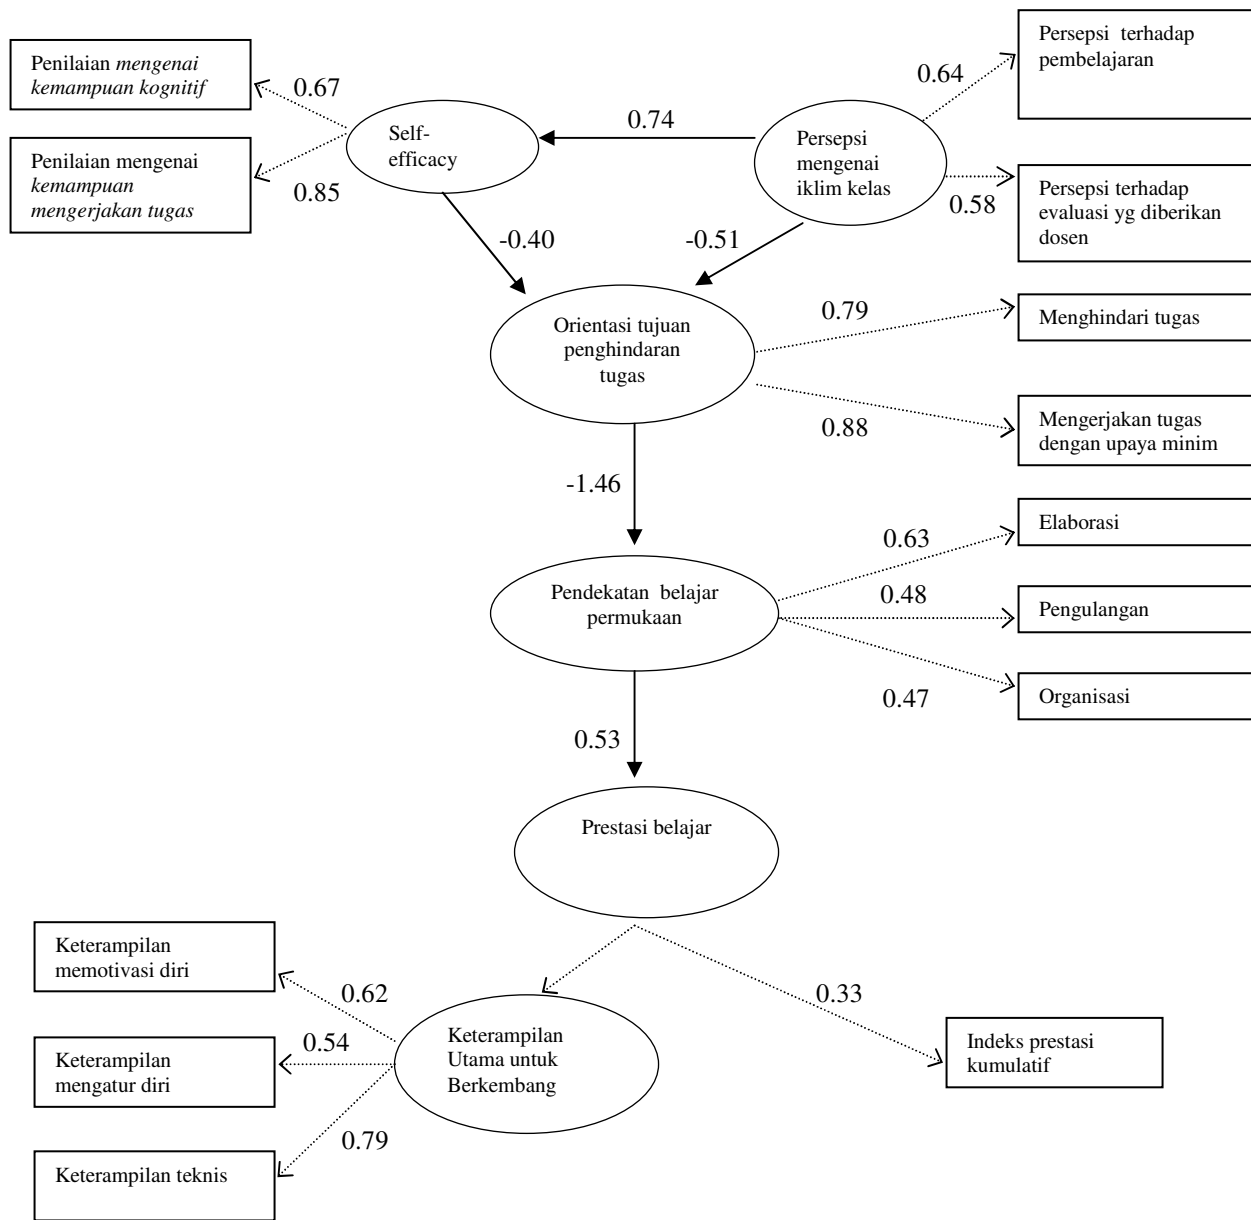 Penilaian mengenai
kemampuan kognitif
0.67
Penilaian mengenai
kemampuan
mengerjakan tugas
0.85
Self-
efficacy
0.74
Persepsi
mengenai
iklim kelas
0.64
Persepsi terhadap
pembelajaran
0.58
Persepsi terhadap
evaluasi yg diberikan
dosen
-0.40
-0.51
Orientasi tujuan
penghindaran
tugas
0.79
Menghindari tugas
0.88
Mengerjakan tugas
dengan upaya minim
-1.46
Pendekatan belajar
permukaan
0.63
Elaborasi
0.48
Pengulangan
0.47
Organisasi
0.53
Prestasi belajar
Keterampilan
memotivasi diri
0.62
Keterampilan
mengatur diri
0.54
Keterampilan teknis
0.79
Keterampilan
Utama untuk
Berkembang
0.33
Indeks prestasi
kumulatif